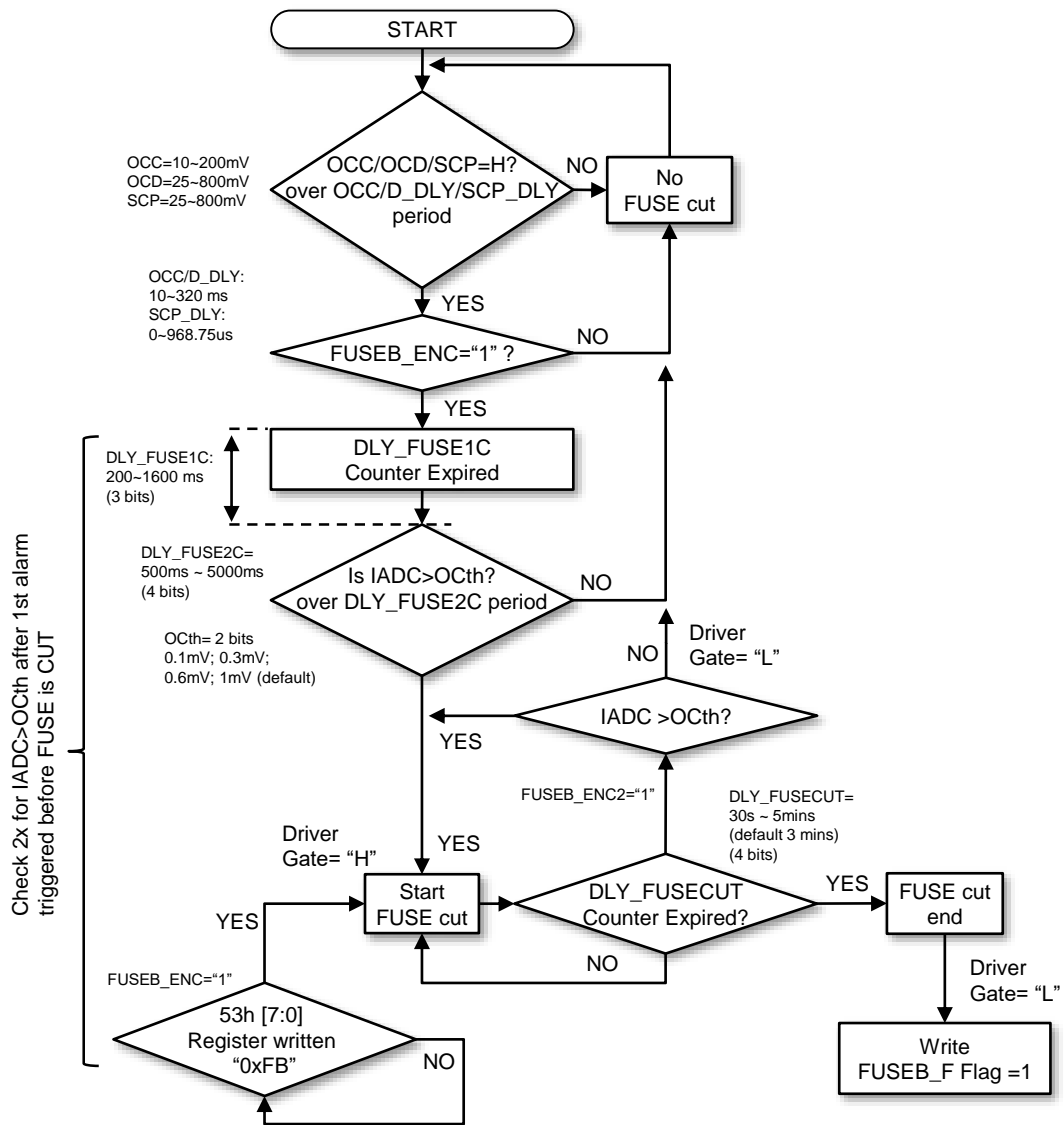 START
OCC=10~200mV
OCD=25~800mV
SCP=25~800mV
OCC/OCD/SCP=H?
over OCC/D_DLY/SCP_DLY
period
NO
No
FUSE cut
OCC/D_DLY:
10~320 ms
SCP_DLY:
0~968.75us
YES
FUSEB_ENC="1" ?
NO
YES
DLY_FUSE1C:
200~1600 ms
(3 bits)
DLY_FUSE1C
Counter Expired
DLY_FUSE2C=
500ms ~ 5000ms
(4 bits)
Is IADC>OCth?
over DLY_FUSE2C period
NO
OCth= 2 bits
0.1mV; 0.3mV;
0.6mV; 1mV (default)
Driver
Gate= “L”
NO
IADC >OCth?
YES
Check 2x for IADC>OCth after 1st alarm
triggered before FUSE is CUT
FUSEB_ENC2=“1”
DLY_FUSECUT=
30s ~ 5mins
(default 3 mins)
(4 bits)
Driver
Gate= “H”
YES
Start
FUSE cut
DLY_FUSECUT
Counter Expired?
YES
FUSE cut
end
YES
NO
FUSEB_ENC=“1”
Driver
Gate= “L”
53h [7:0]
Register written
“0xFB”
NO
Write
FUSEB_F Flag =1